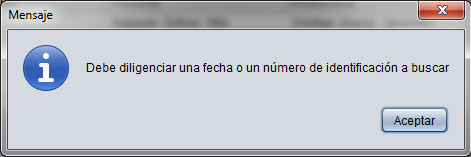 Mensaje
Debe diligenciar una fecha o un número de identificación a buscar
Aceptar